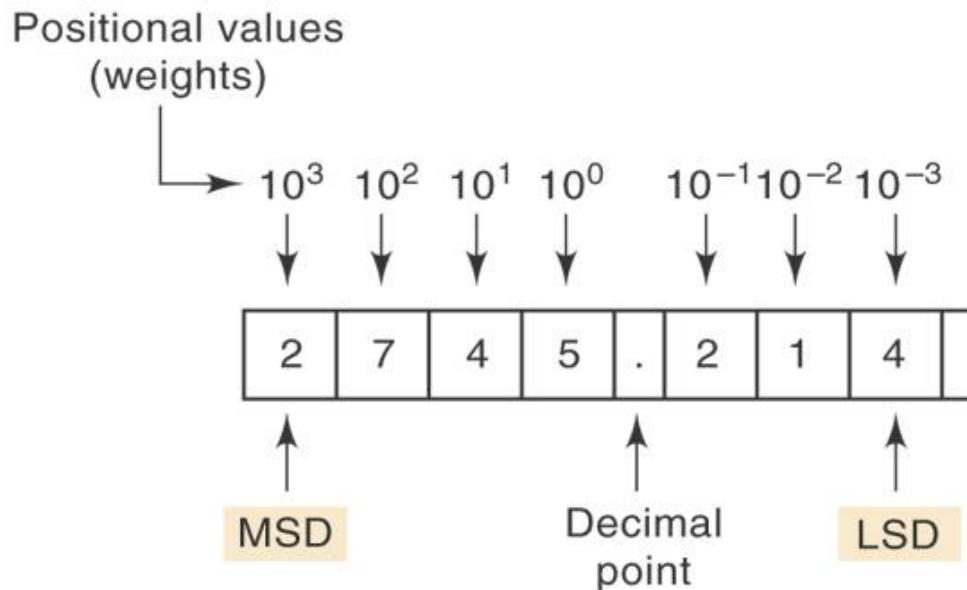 Positional values
(weights)
10³ 10² 10¹ 10⁰ 10⁻¹ 10⁻² 10⁻³
2 7 4 5 . 2 1 4
MSD Decimal point LSD